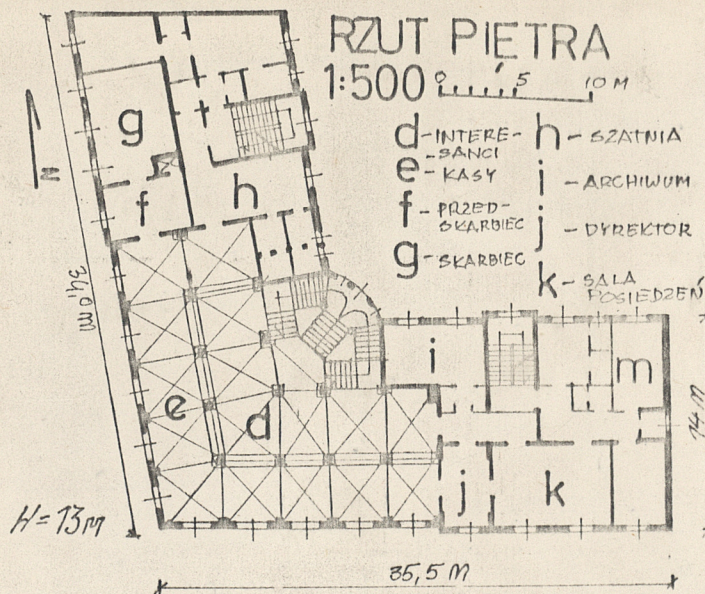 RZUT PIĘTRA
1:500 0 5 10 M
d - INTERE-
- SANCI
e - KASY
f - PRZED-
SKARBIEC
g - SKARBIEC
h - SZATNIA
i - ARCHIWUM
j - DYREKTOR
k - SALA
POSIEDZEŃ
N
g
f
h
34,0 m
i
m
e
d
j
k
14 M
H = 13 m
35,5 M